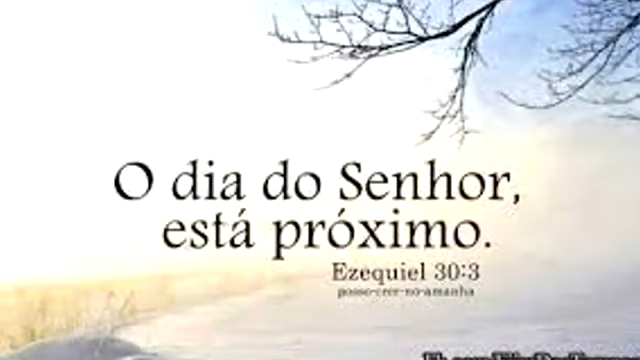 O dia do Senhor,
está próximo.
Ezequiel 30:3
posso-crer-no-amanha